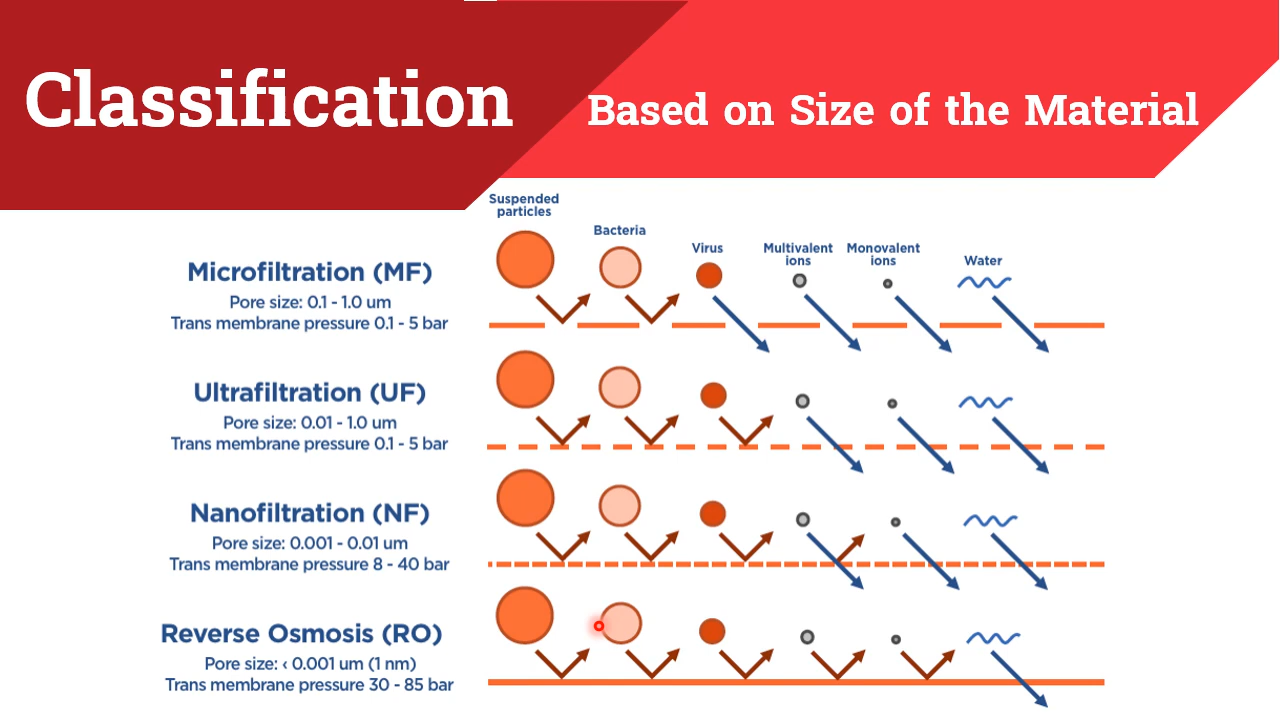 Classification
Based on Size of the Material
Suspended
particles
Bacteria
Virus
Multivalent
ions
Monovalent
ions
Water
Microfiltration (MF)
Pore size: 0.1 - 1.0 um
Trans membrane pressure 0.1 - 5 bar
Ultrafiltration (UF)
Pore size: 0.01 - 1.0 um
Trans membrane pressure 0.1 - 5 bar
Nanofiltration (NF)
Pore size: 0.001 - 0.01 um
Trans membrane pressure 8 - 40 bar
Reverse Osmosis (RO)
Pore size: < 0.001 um (1 nm)
Trans membrane pressure 30 - 85 bar